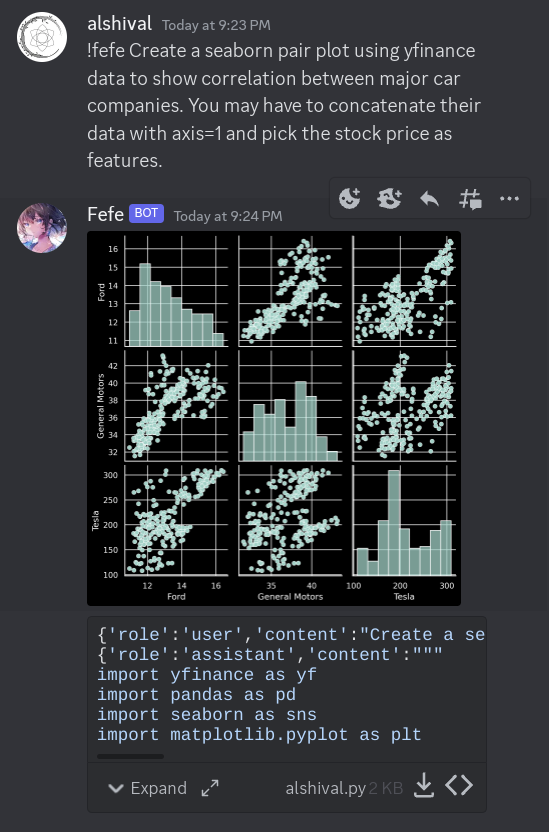 alshival Today at 9:23 PM
!fefe Create a seaborn pair plot using yfinance
data to show correlation between major car
companies. You may have to concatenate their
data with axis=1 and pick the stock price as
features.
Fefe BOT Today at 9:24 PM
16
15
14
13
12
11
Ford
42
40
38
36
34
32
General Motors
300
250
200
150
100
Tesla
12 14 16 35 40 100 200 300
Ford General Motors Tesla
{'role':'user','content':"Create a se
{'role':'assistant','content':"""
import yfinance as yf
import pandas as pd
import seaborn as sns
import matplotlib.pyplot as plt
Expand alshival.py 2 KB